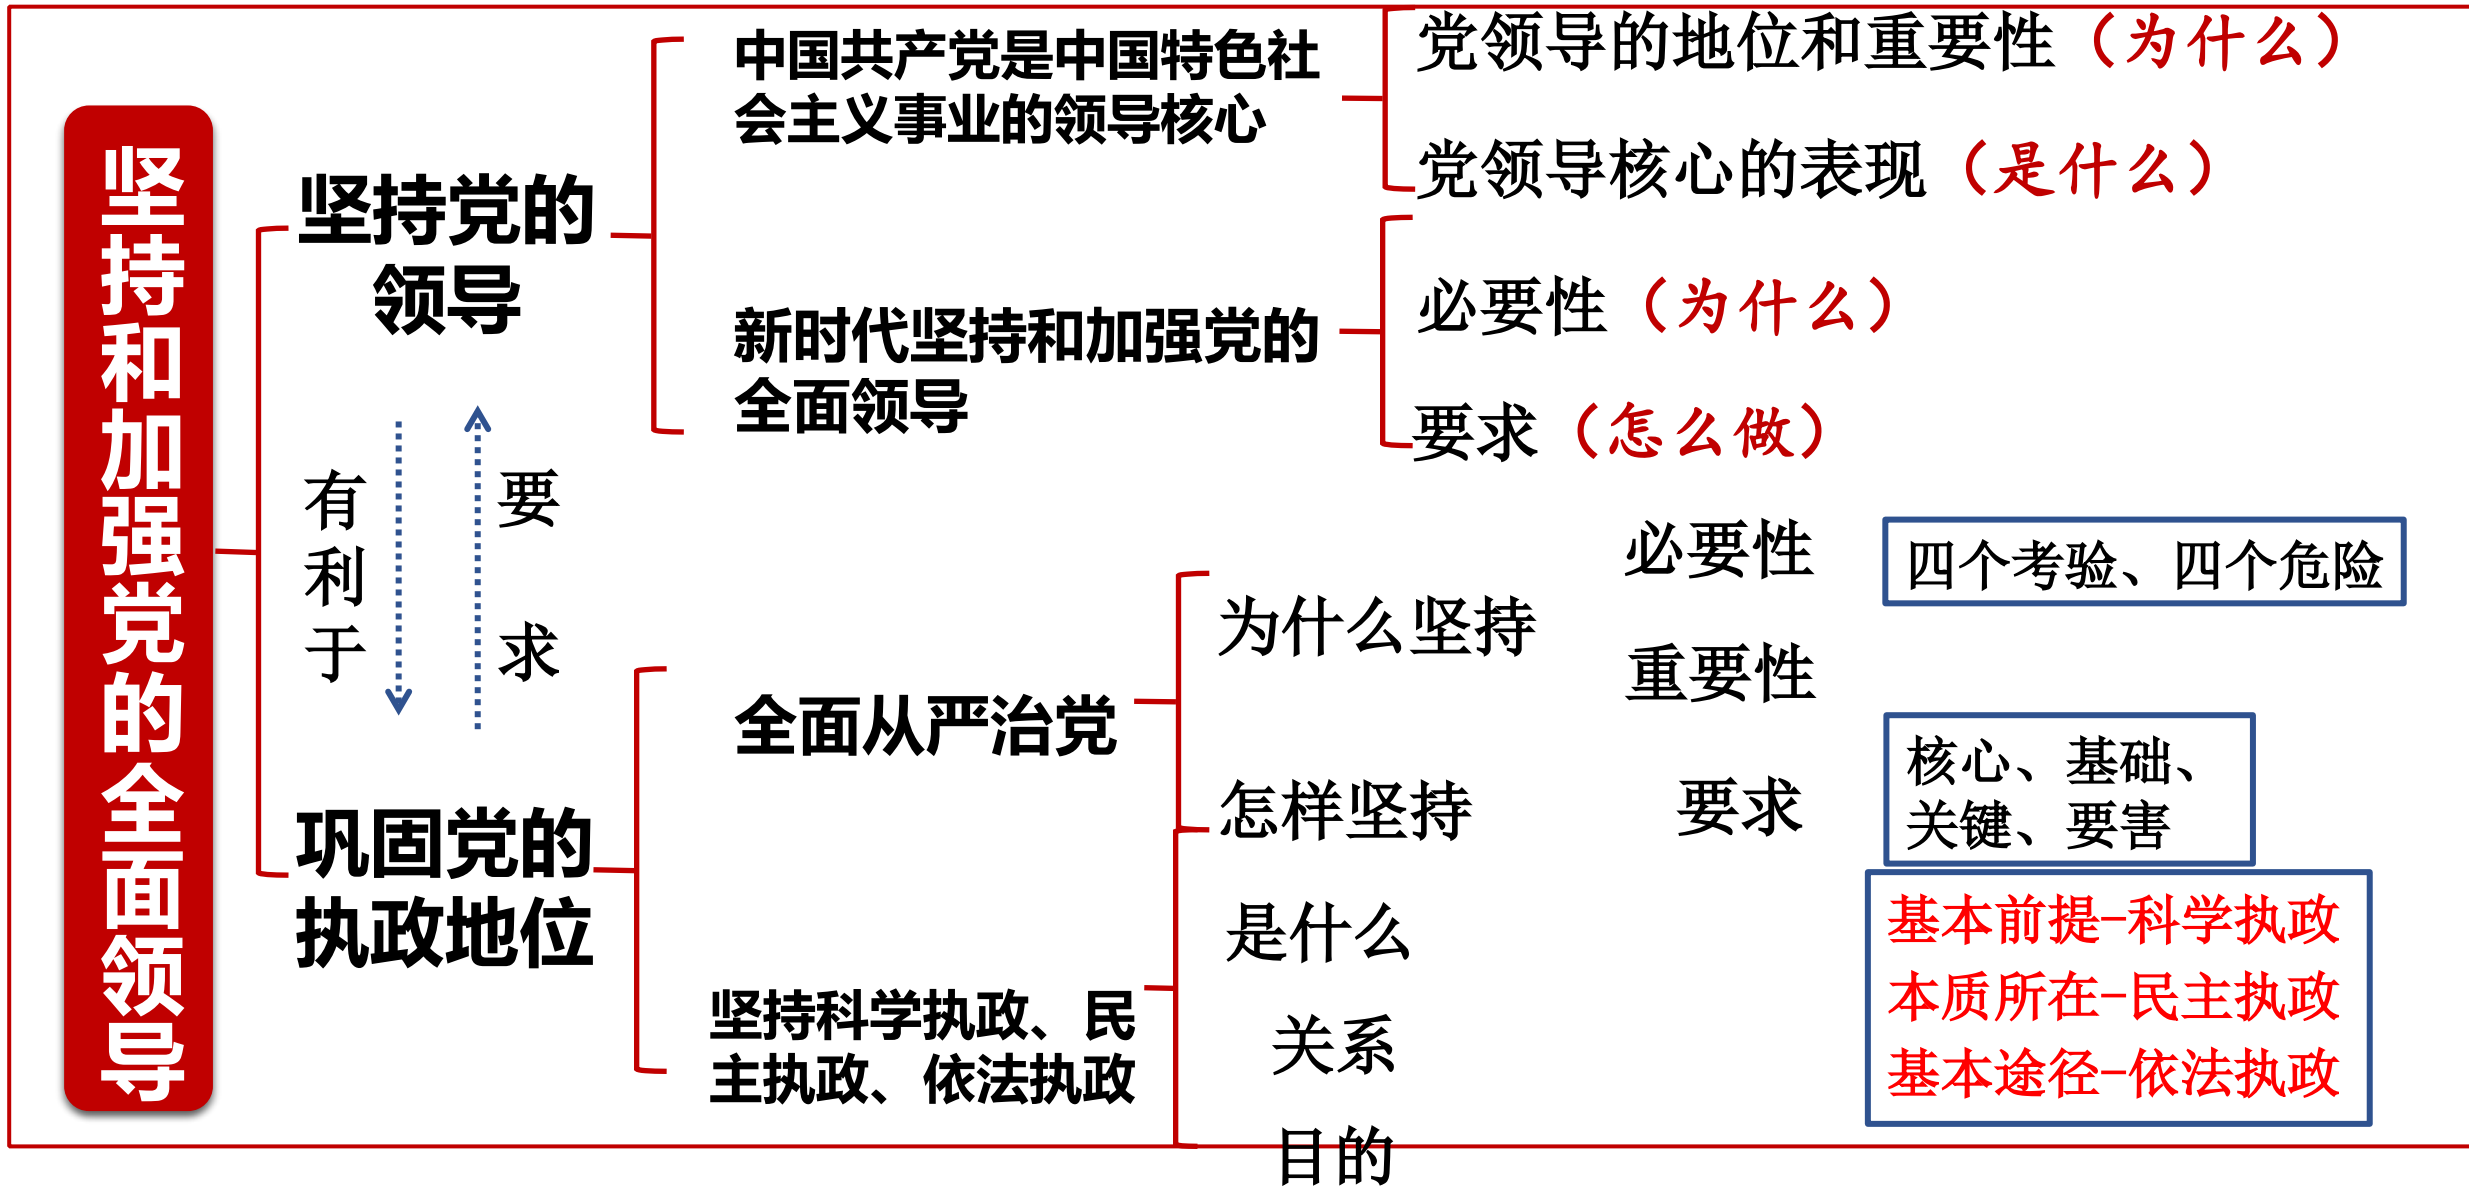 坚持和加强党的全面领导
坚持党的
领导
中国共产党是中国特色社
会主义事业的领导核心
党领导的地位和重要性（为什么）
党领导核心的表现（是什么）
新时代坚持和加强党的
全面领导
必要性（为什么）
要求（怎么做）
有利于
要求
巩固党的
执政地位
全面从严治党
为什么坚持
必要性
四个考验、四个危险
重要性
怎样坚持
要求
核心、基础、
关键、要害
坚持科学执政、民
主执政、依法执政
是什么
基本前提-科学执政
本质所在-民主执政
基本途径-依法执政
关系
目的